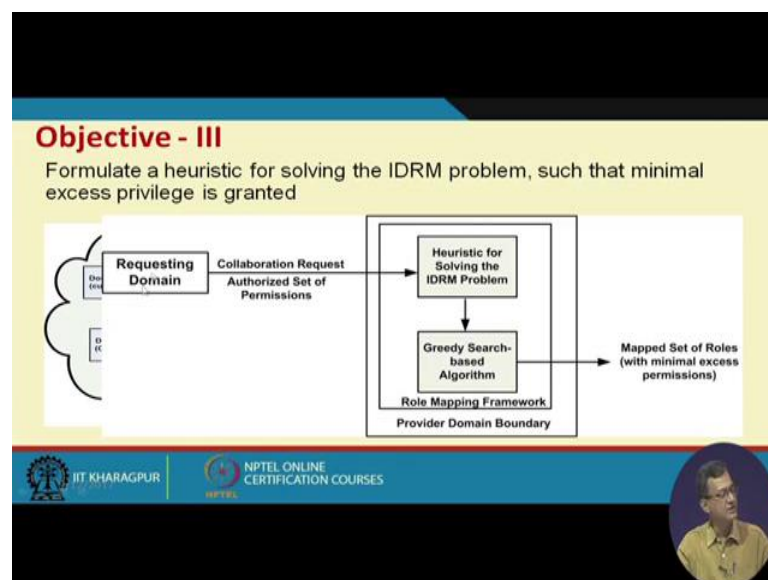 Objective - III
Formulate a heuristic for solving the IDRM problem, such that minimal
excess privilege is granted
Requesting
Domain
Collaboration Request
Authorized Set of
Permissions
Heuristic for
Solving the
IDRM Problem
Greedy Search-
based
Algorithm
Role Mapping Framework
Provider Domain Boundary
Mapped Set of Roles
(with minimal excess
permissions)
IIT KHARAGPUR
NPTEL
NPTEL ONLINE
CERTIFICATION COURSES